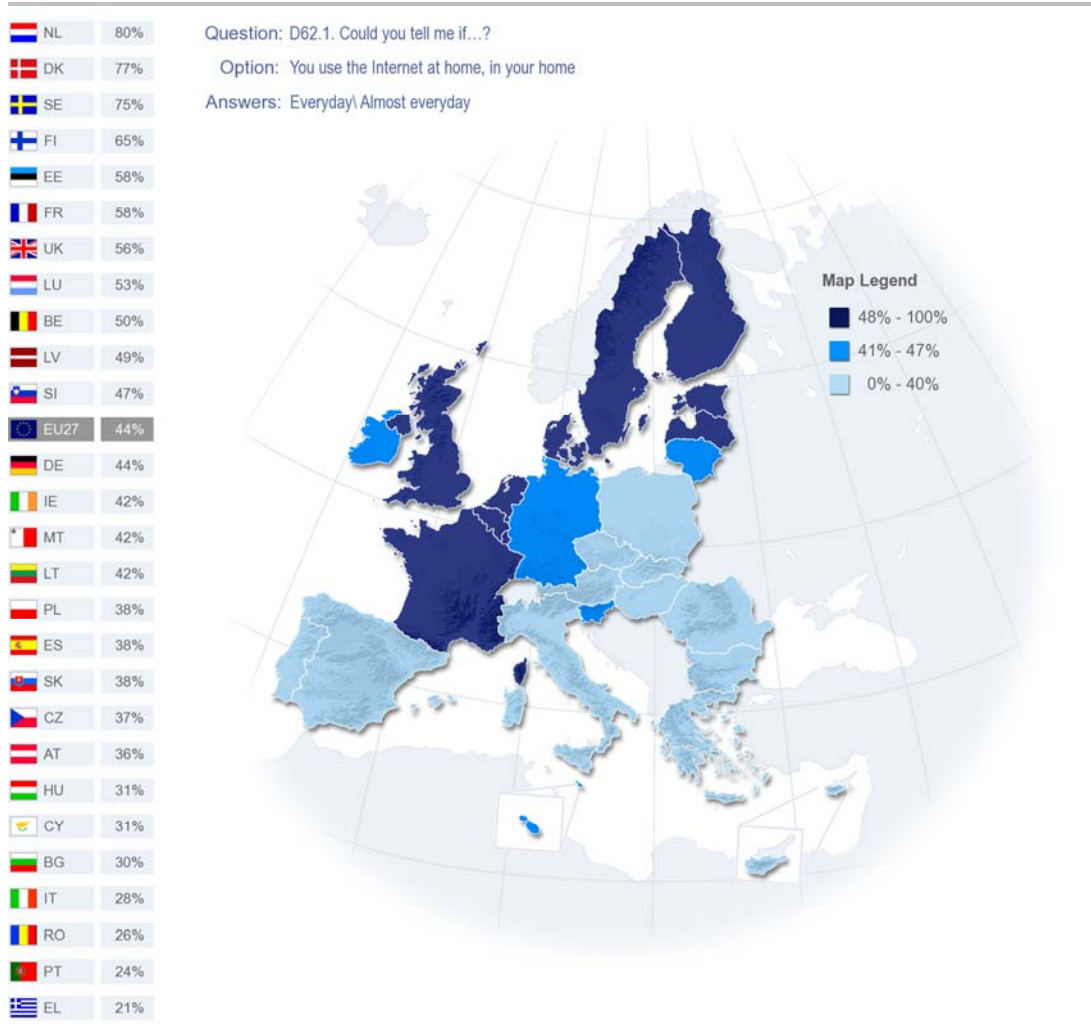 NL 80%
DK 77%
SE 75%
FI 65%
EE 58%
FR 58%
UK 56%
LU 53%
BE 50%
LV 49%
SI 47%
EU27 44%
DE 44%
IE 42%
MT 42%
LT 42%
PL 38%
ES 38%
SK 38%
CZ 37%
AT 36%
HU 31%
CY 31%
BG 30%
IT 28%
RO 26%
PT 24%
EL 21%
Question: D62.1. Could you tell me if…?
Option: You use the Internet at home, in your home
Answers: Everyday\ Almost everyday
Map Legend
48% - 100%
41% - 47%
0% - 40%